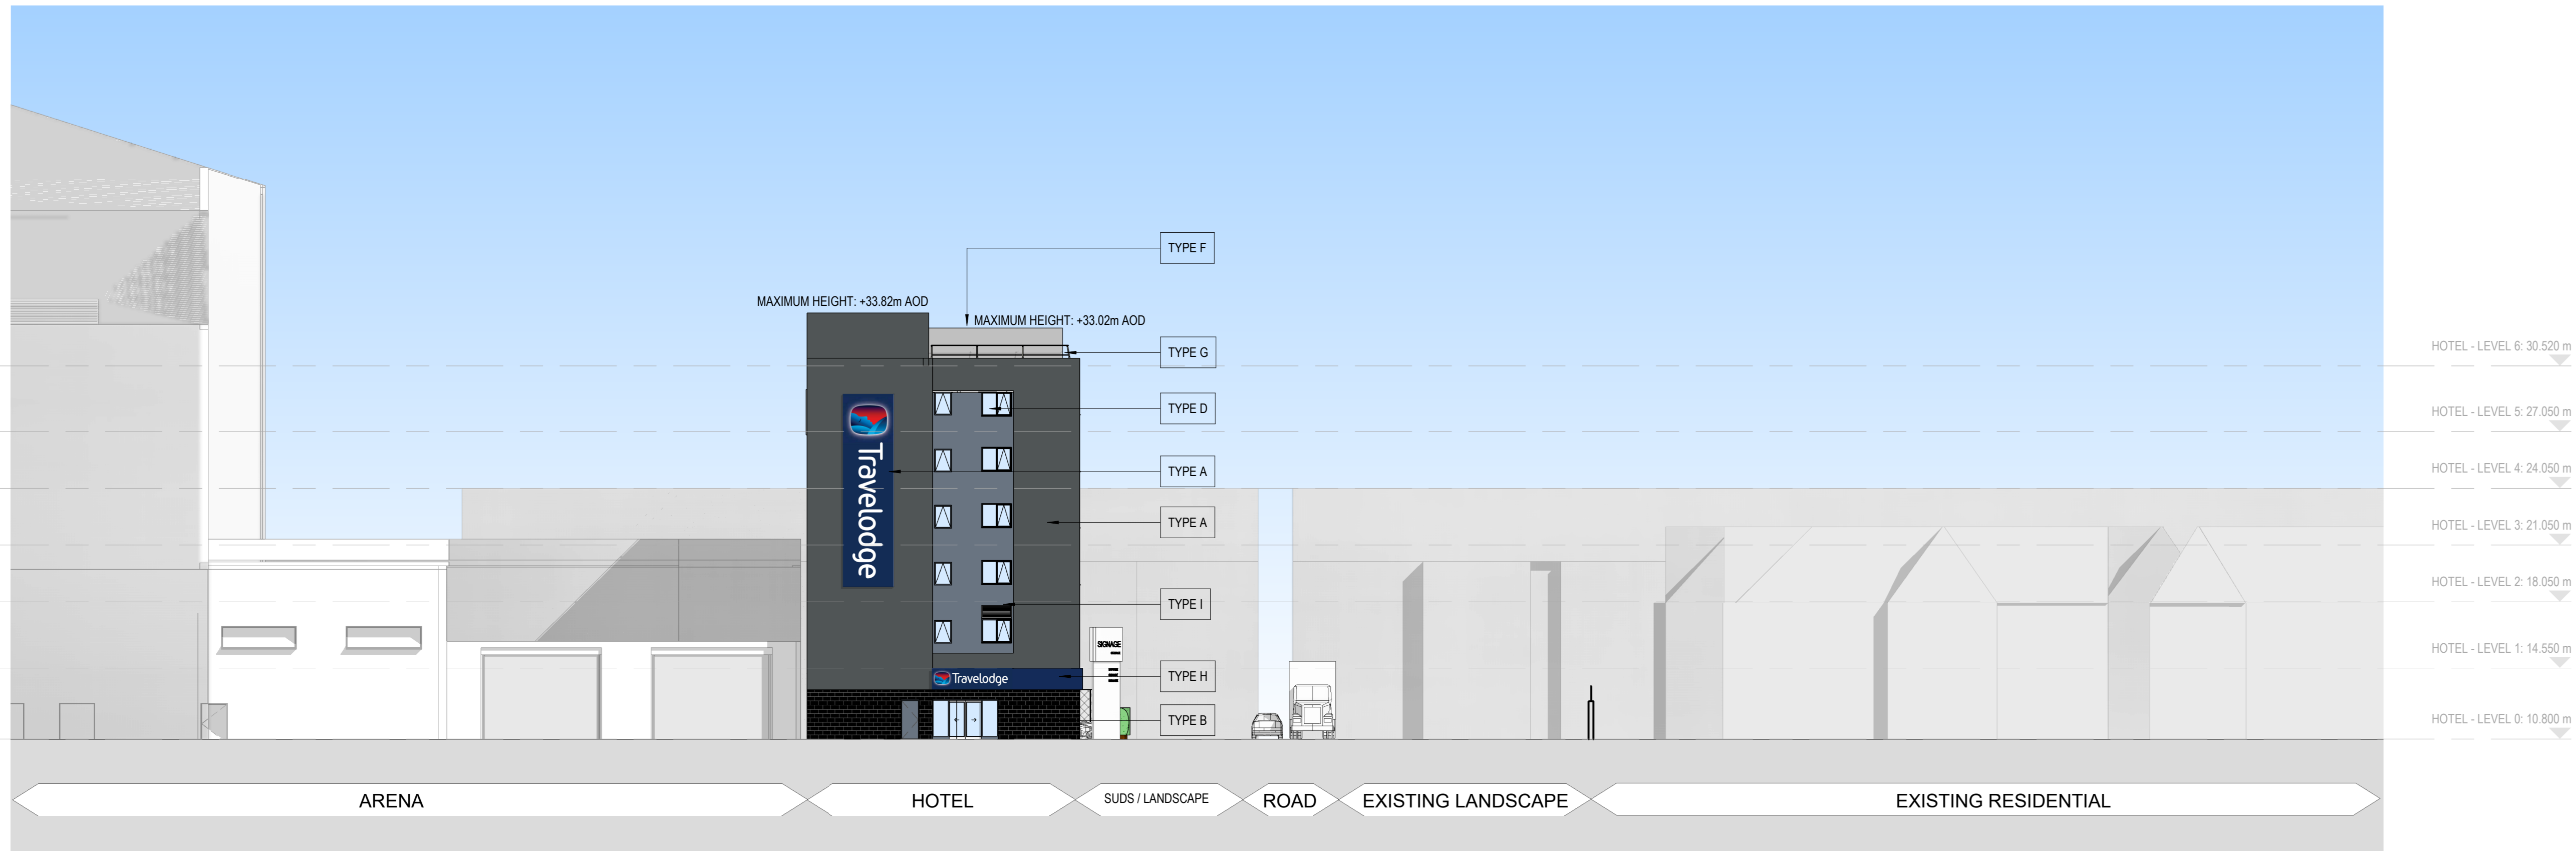 TYPE F
MAXIMUM HEIGHT: +33.82m AOD
MAXIMUM HEIGHT: +33.02m AOD
TYPE G
HOTEL - LEVEL 6: 30.520 m
TYPE D
HOTEL - LEVEL 5: 27.050 m
Travelodge
TYPE A
HOTEL - LEVEL 4: 24.050 m
TYPE A
HOTEL - LEVEL 3: 21.050 m
TYPE I
HOTEL - LEVEL 2: 18.050 m
SIGNAGE
HOTEL - LEVEL 1: 14.550 m
Travelodge
TYPE H
TYPE B
HOTEL - LEVEL 0: 10.800 m
ARENA
HOTEL
SUDS / LANDSCAPE
ROAD
EXISTING LANDSCAPE
EXISTING RESIDENTIAL